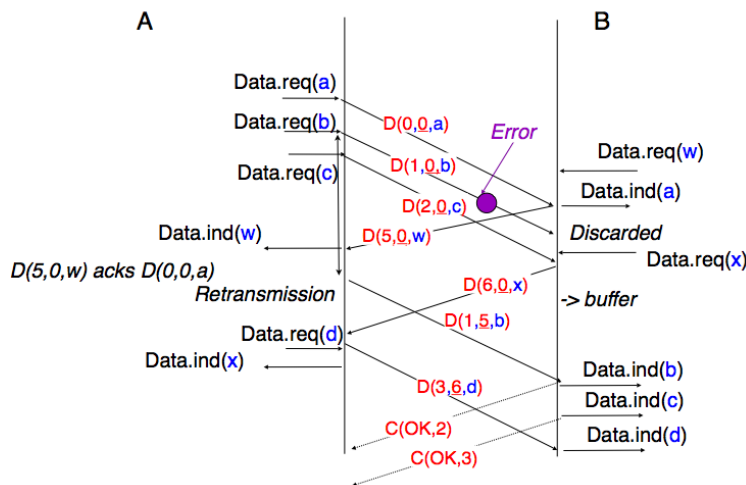 A
B
Data.req(a)
Data.req(b)
D(0,0,a)
Error
Data.req(w)
Data.req(c)
D(1,0,b)
Data.ind(a)
D(2,0,c)
Data.ind(w)
D(5,0,w)
Discarded
Data.req(x)
D(5,0,w) acks D(0,0,a)
Retransmission
D(6,0,x)
-> buffer
D(1,5,b)
Data.req(d)
Data.ind(x)
Data.ind(b)
D(3,6,d)
Data.ind(c)
C(OK,2)
Data.ind(d)
C(OK,3)